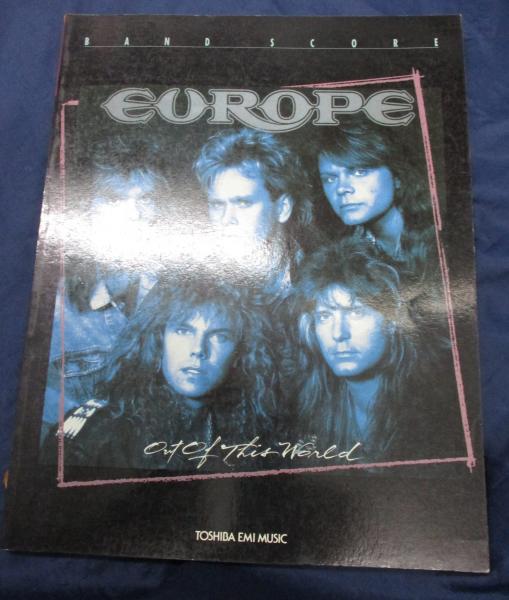 BAND SCORE
EUROPE
Out Of This World
TOSHIBA EMI MUSIC